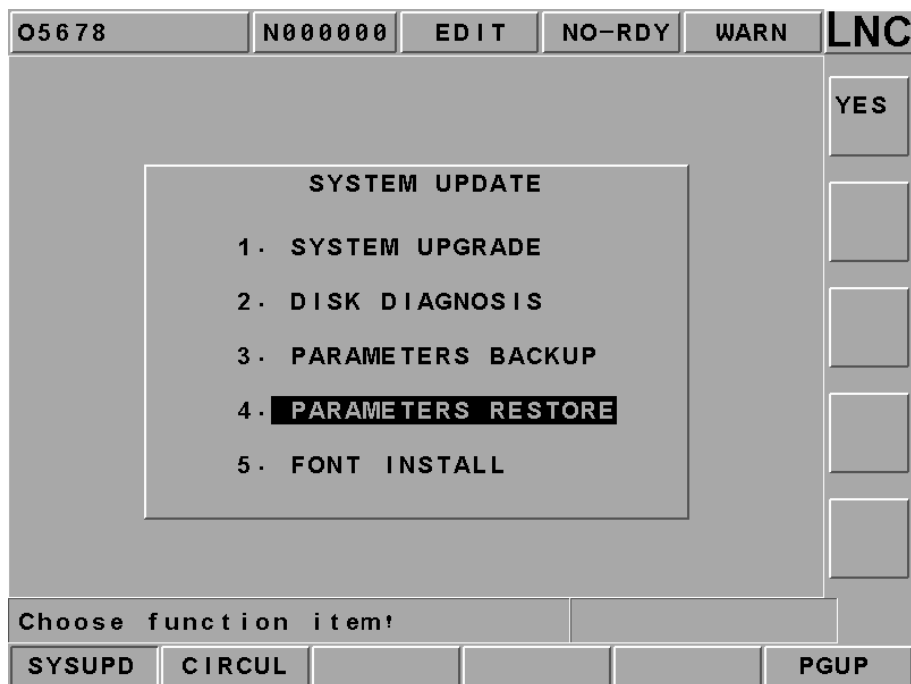 O5678 N000000 EDIT NO-RDY WARN LNC
YES
SYSTEM UPDATE
1. SYSTEM UPGRADE
2. DISK DIAGNOSIS
3. PARAMETERS BACKUP
4. PARAMETERS RESTORE
5. FONT INSTALL
Choose function item!
SYSUPD CIRCUL PGUP